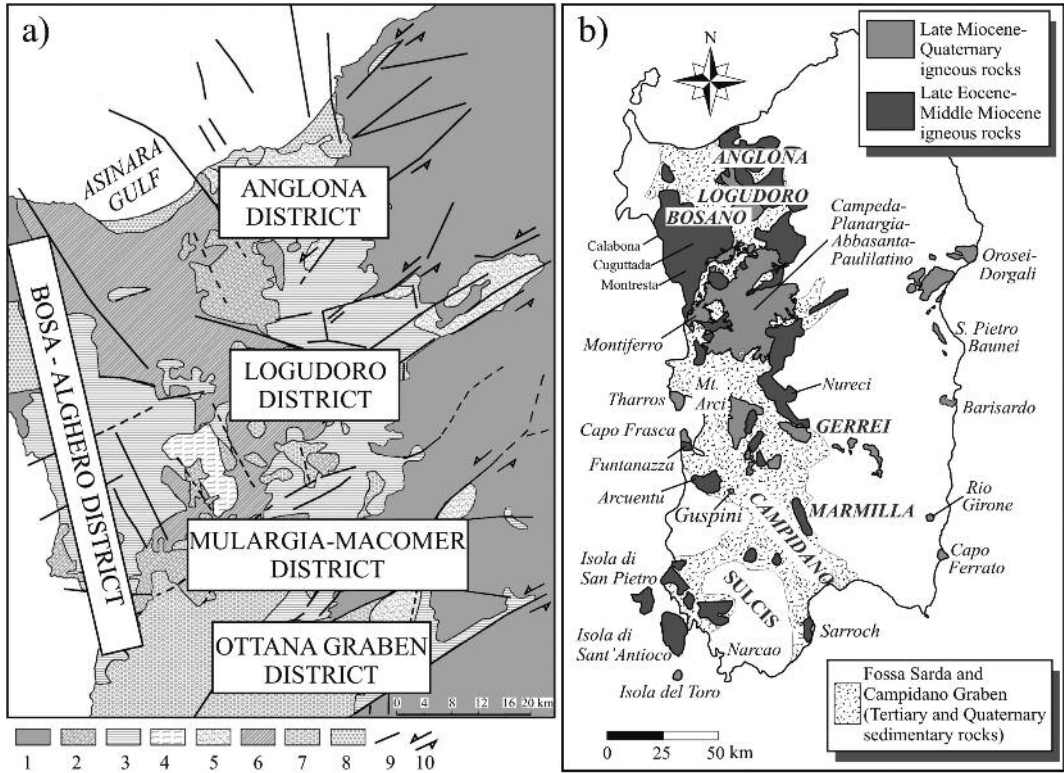 a)
ASINARA
GULF
ANGLONA
DISTRICT
BOSA - ALGHERO DISTRICT
LOGUDORO
DISTRICT
MULARGIA-MACOMER
DISTRICT
OTTANA GRABEN
DISTRICT
0 4 8 12 16 20 km
1 2 3 4 5 6 7 8 9 10
b)
N
Late Miocene-
Quaternary
igneous rocks
Late Eocene-
Middle Miocene
igneous rocks
ANGLONA
LOGUDORO
BOSANO
Campeda-
Planargia-
Abbasanta-
Paulilatino
Calabona
Cuguttada
Montresta
Orosei-
Dorgali
Montiferro
S. Pietro
Baunei
Mt.
Arci
Nureci
Tharros
Barisardo
Capo Frasca
GERREI
Funtanazza
Arcuentu
Guspini
CAMPIDANO
MARMILLA
Rio
Girone
Isola di
San Pietro
Capo
Ferrato
SULCIS
Isola di
Sant'Antioco
Narcao
Sarroch
Isola del Toro
0 25 50 km
Fossa Sarda and
Campidano Graben
(Tertiary and Quaternary
sedimentary rocks)